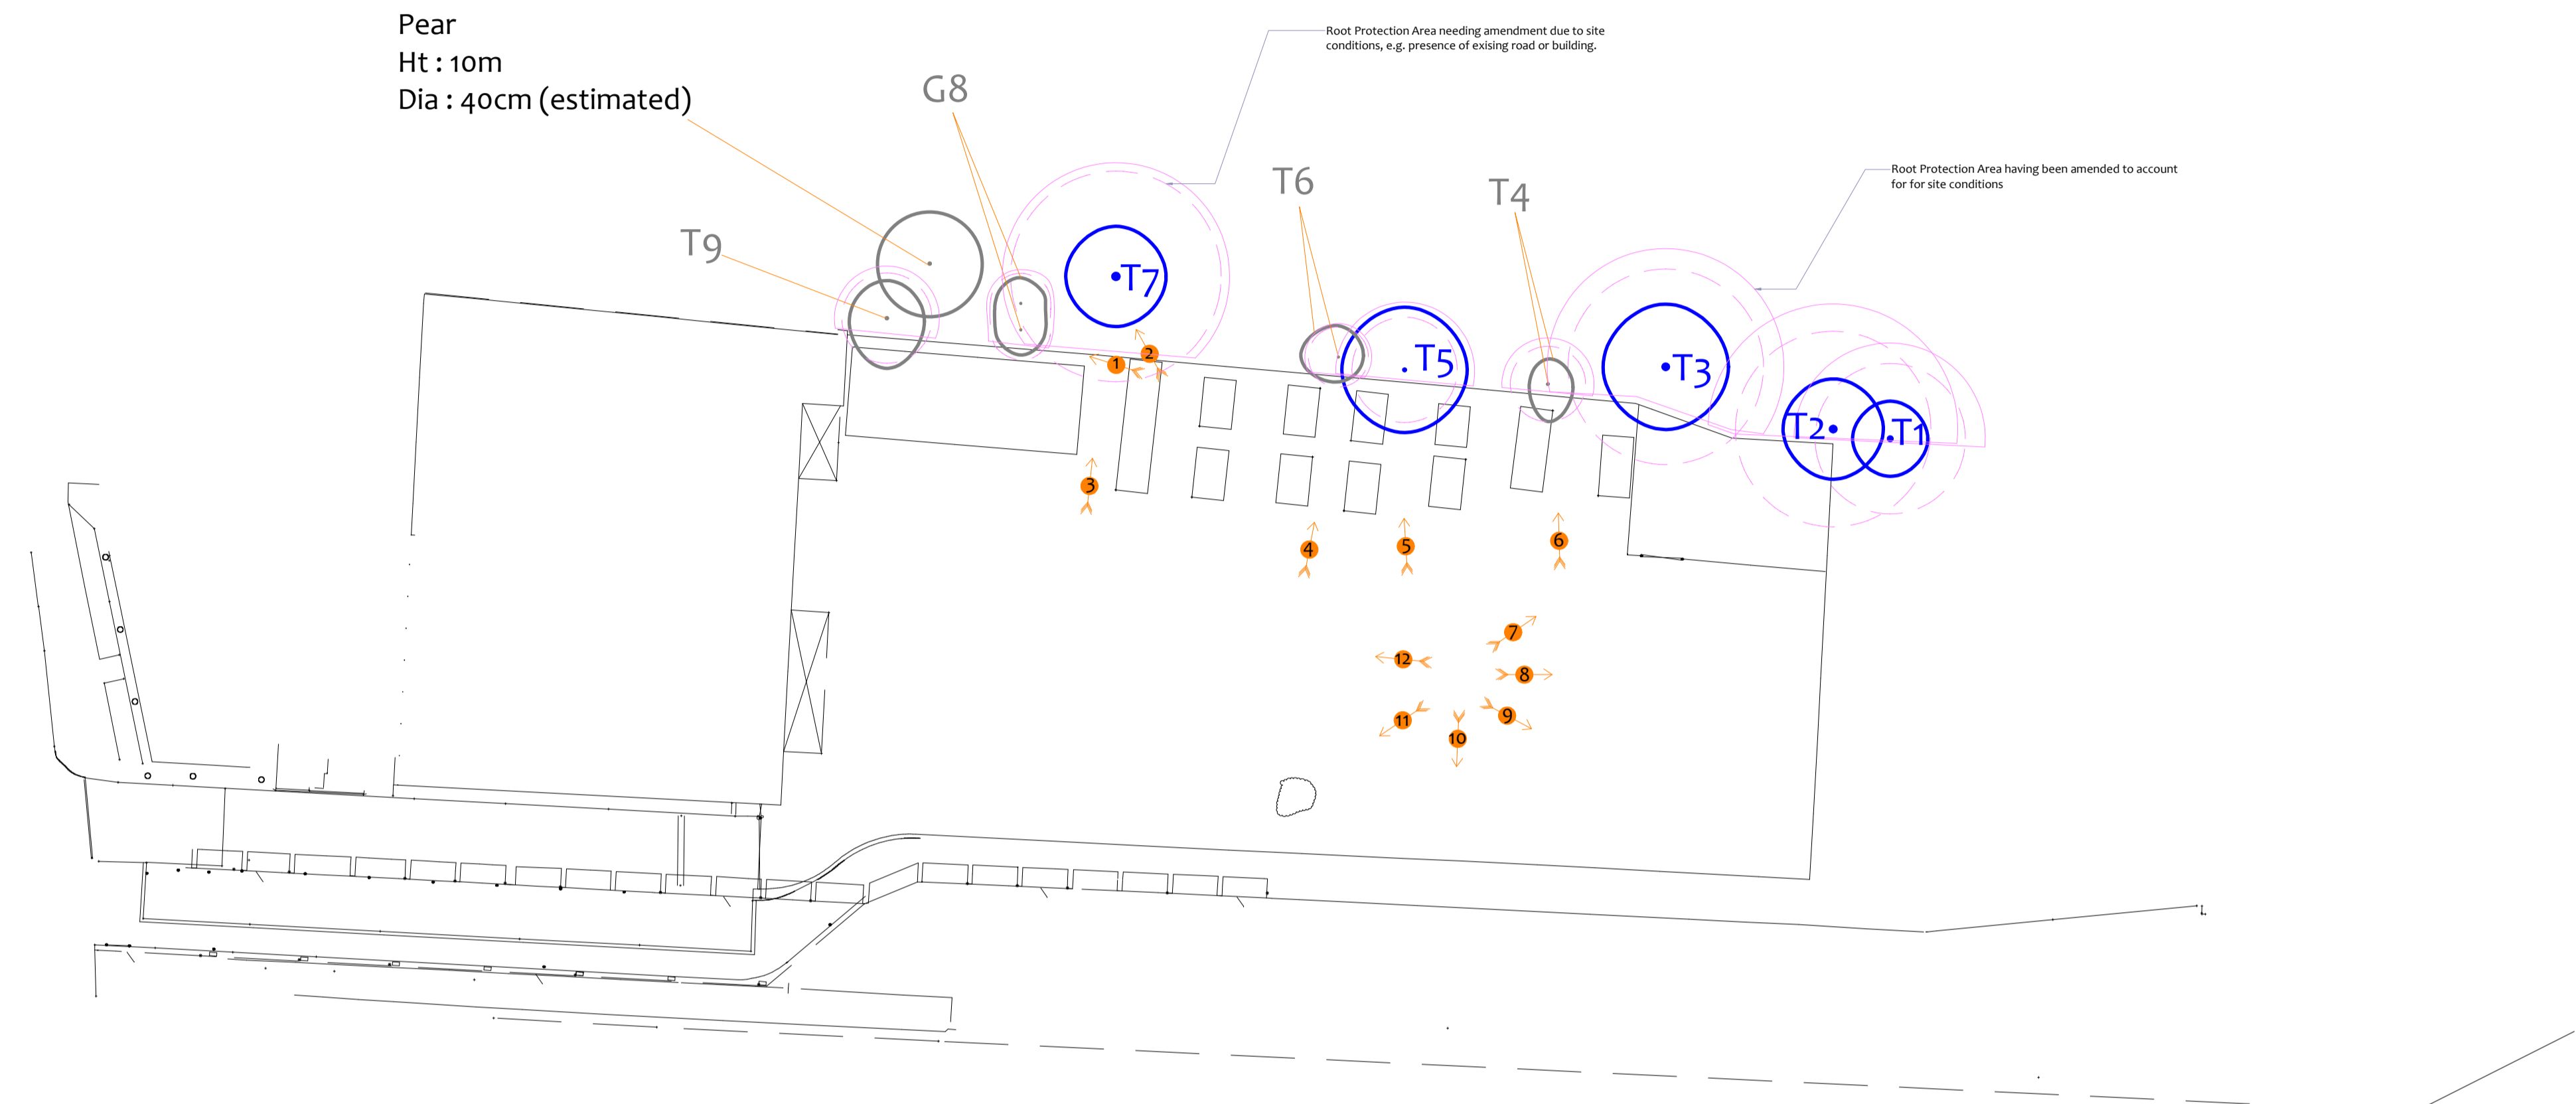 Pear
Ht : 10m
Dia : 40cm (estimated)
Root Protection Area needing amendment due to site
conditions, e.g. presence of exising road or building.
G8
Root Protection Area having been amended to account
for for site conditions
T6
T4
T9
T7
T5
T3
T2
T1
1
2
3
4
5
6
7
8
9
10
11
12